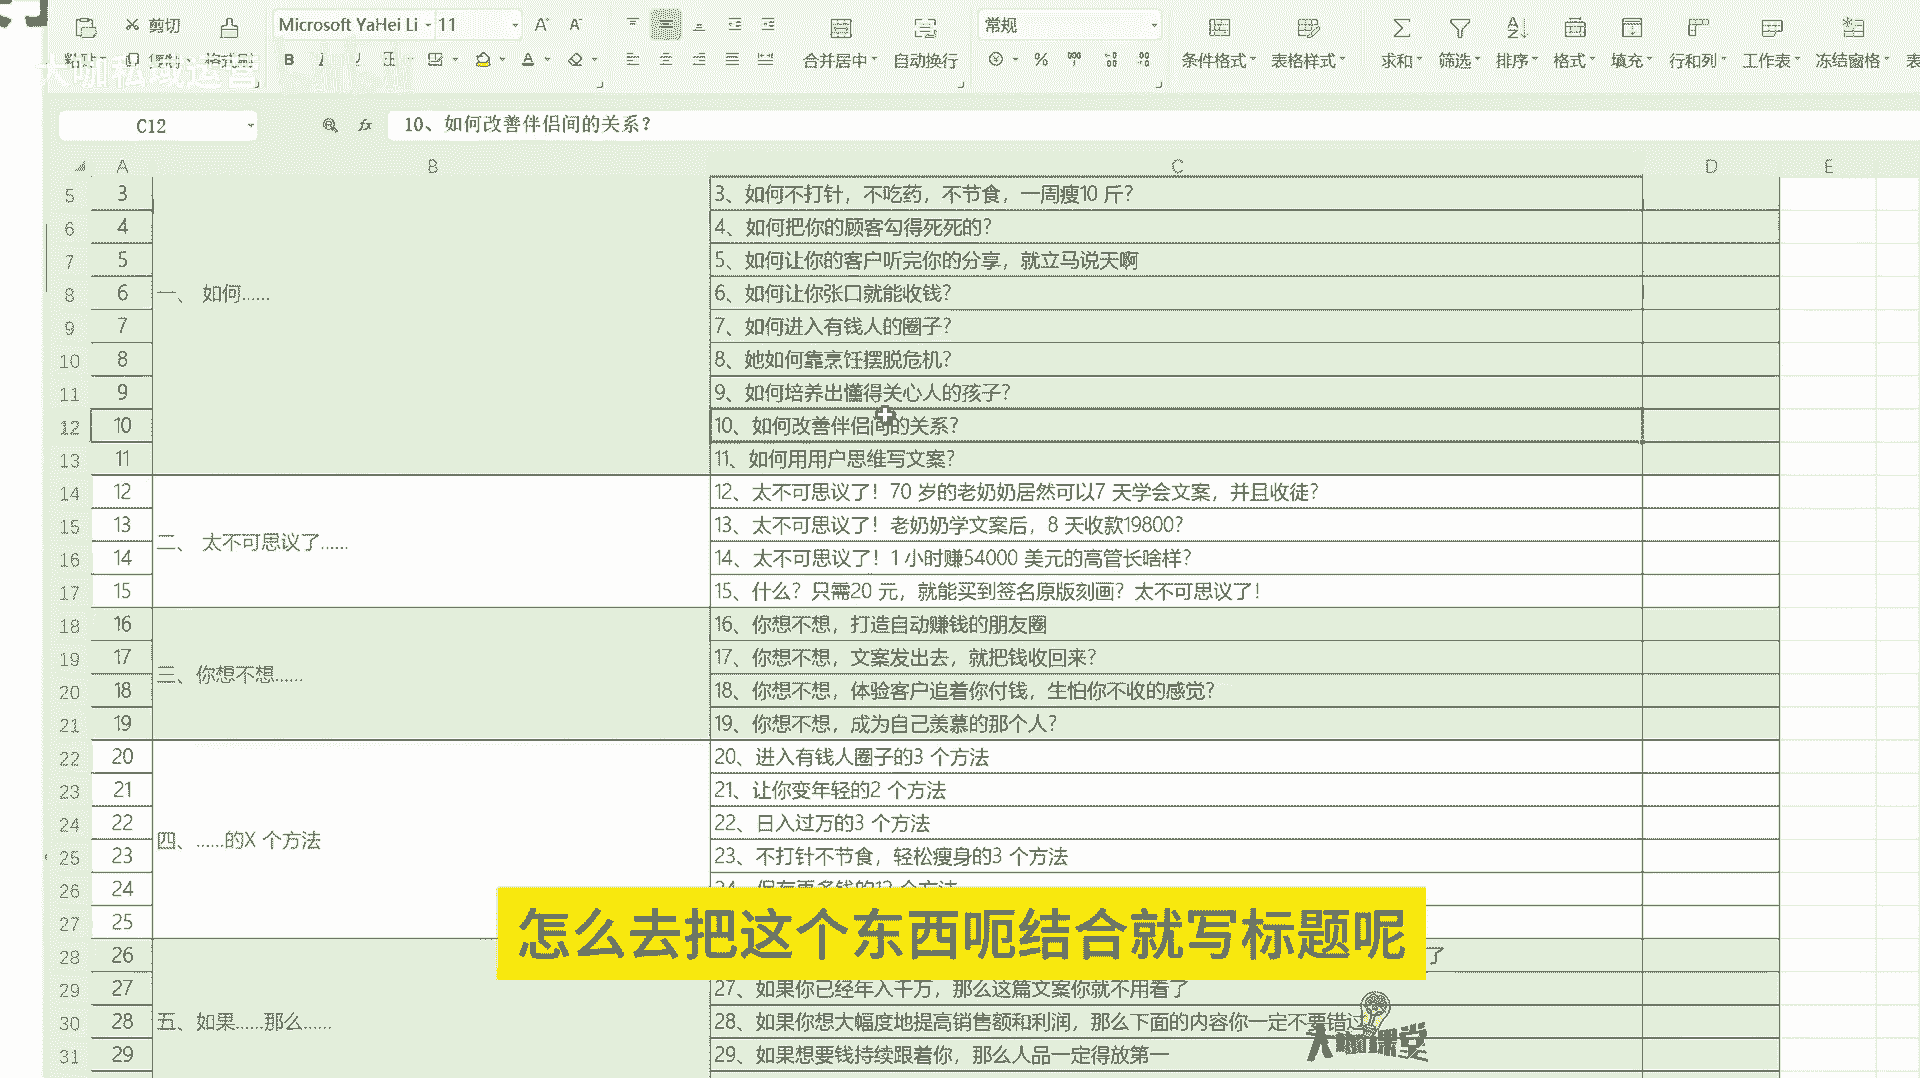 剪切
Microsoft YaHei Li 11 A⁺ A⁻
常规
粘贴 复制 格式刷 B I U A
合并居中 自动换行
% 条件格式 表格样式 求和 筛选 排序 格式 填充 行和列 工作表 冻结窗格
大咖私域运营
C12 fx 10、如何改善伴侣间的关系？
A B C D E
5 3 3、如何不打针，不吃药，不节食，一周瘦10 斤？
6 4 4、如何把你的顾客勾得死死的？
7 5 5、如何让你的客户听完你的分享，就立马说天啊
8 6 一、 如何…… 6、如何让你张口就能收钱？
9 7 7、如何进入有钱人的圈子？
10 8 8、她如何靠烹饪摆脱危机？
11 9 9、如何培养出懂得关心人的孩子？
12 10 10、如何改善伴侣间的关系？
13 11 11、如何用用户思维写文案？
14 12 12、太不可思议了！70 岁的老奶奶居然可以7 天学会文案，并且收徒？
15 13 二、 太不可思议了…… 13、太不可思议了！老奶奶学文案后，8 天收款19800？
16 14 14、太不可思议了！1 小时赚54000 美元的高管长啥样？
17 15 15、什么？只需20 元，就能买到签名原版刻画？太不可思议了！
18 16 16、你想不想，打造自动赚钱的朋友圈
19 17 三、你想不想…… 17、你想不想，文案发出去，就把钱收回来？
20 18 18、你想不想，体验客户追着你付钱，生怕你不收的感觉？
21 19 19、你想不想，成为自己羡慕的那个人？
22 20 20、进入有钱人圈子的3 个方法
23 21 21、让你变年轻的2 个方法
24 22 四、……的X 个方法 22、日入过万的3 个方法
25 23 23、不打针不节食，轻松瘦身的3 个方法
26 24
27 25
怎么去把这个东西呃结合就写标题呢
28 26 了
29 27 27、如果你已经年入千万，那么这篇文案你就不用看了
30 28 五、如果……那么…… 28、如果你想大幅度地提高销售额和利润，那么下面的内容你一定不要错过
31 29 29、如果想要钱持续跟着你，那么人品一定得放第一
大咖课堂